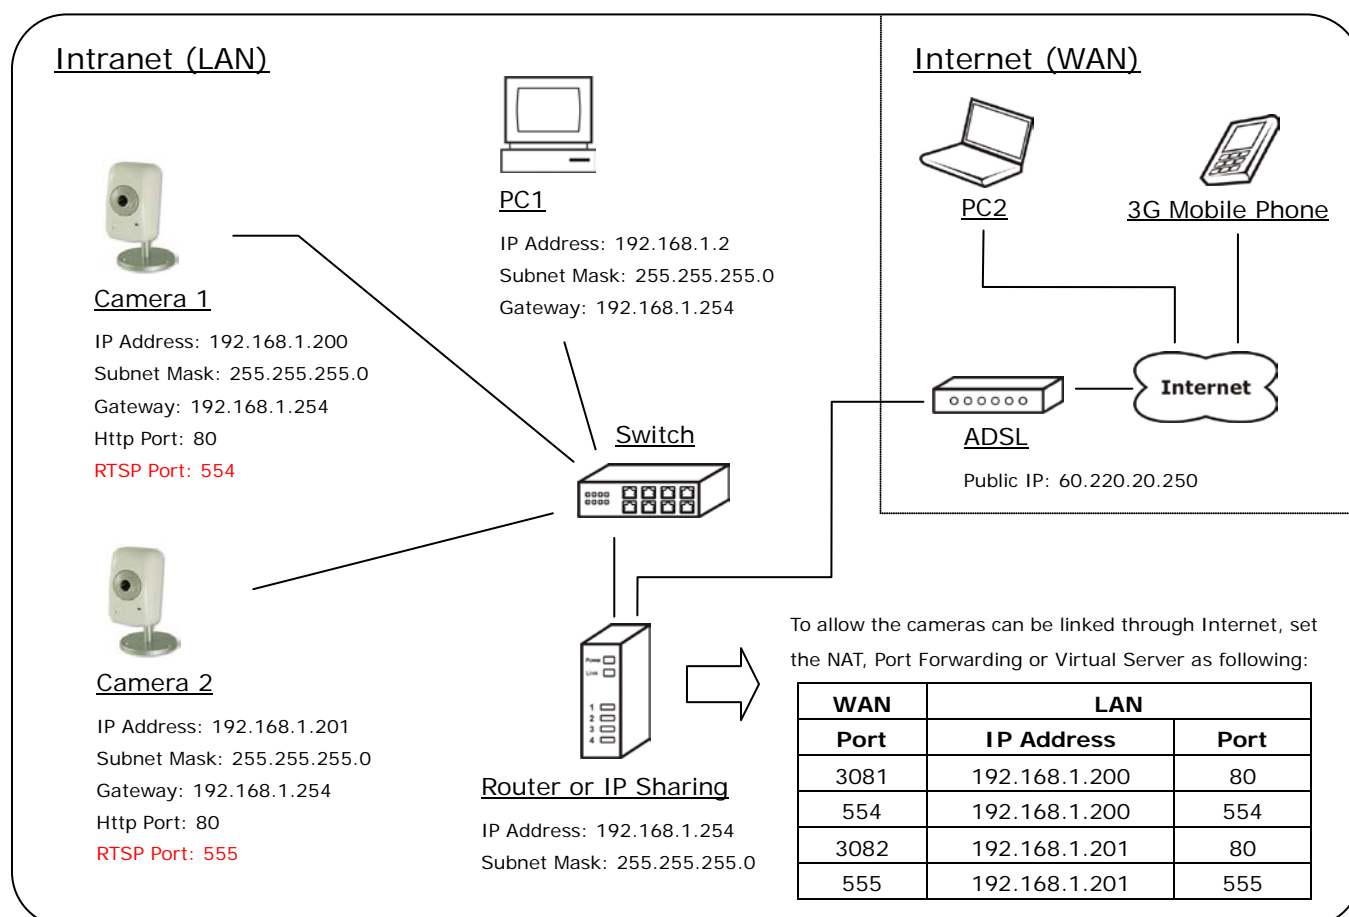 Intranet (LAN)
Internet (WAN)
PC1
IP Address: 192.168.1.2
Subnet Mask: 255.255.255.0
Gateway: 192.168.1.254
PC2
3G Mobile Phone
Camera 1
IP Address: 192.168.1.200
Subnet Mask: 255.255.255.0
Gateway: 192.168.1.254
Http Port: 80
RTSP Port: 554
Internet
ADSL
Public IP: 60.220.20.250
Switch
Camera 2
IP Address: 192.168.1.201
Subnet Mask: 255.255.255.0
Gateway: 192.168.1.254
Http Port: 80
RTSP Port: 555
Power
Link
1
2
3
4
Router or IP Sharing
IP Address: 192.168.1.254
Subnet Mask: 255.255.255.0
To allow the cameras can be linked through Internet, set
the NAT, Port Forwarding or Virtual Server as following:
WAN LAN
Port IP Address Port
3081 192.168.1.200 80
554 192.168.1.200 554
3082 192.168.1.201 80
555 192.168.1.201 555